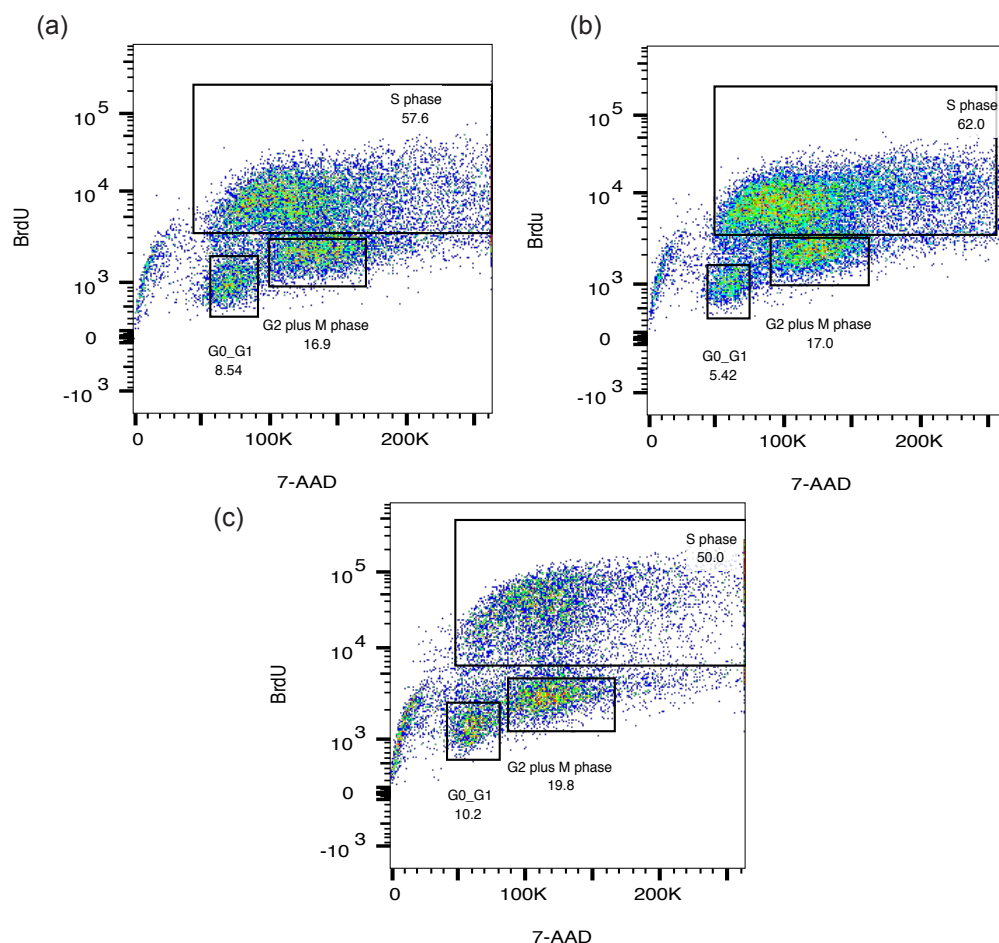 (a)
S phase
57.6
10^5
10^4
10^3
0
-10^3
BrdU
G2 plus M phase
16.9
G0_G1
8.54
0
100K
200K
7-AAD
(b)
S phase
62.0
10^5
10^4
10^3
0
-10
Brdu
G2 plus M phase
17.0
G0_G1
5.42
0
100K
200K
7-AAD
(c)
S phase
50.0
10^5
10^4
10^3
0
-10^3
BrdU
G2 plus M phase
19.8
G0_G1
10.2
0
100K
200K
7-AAD